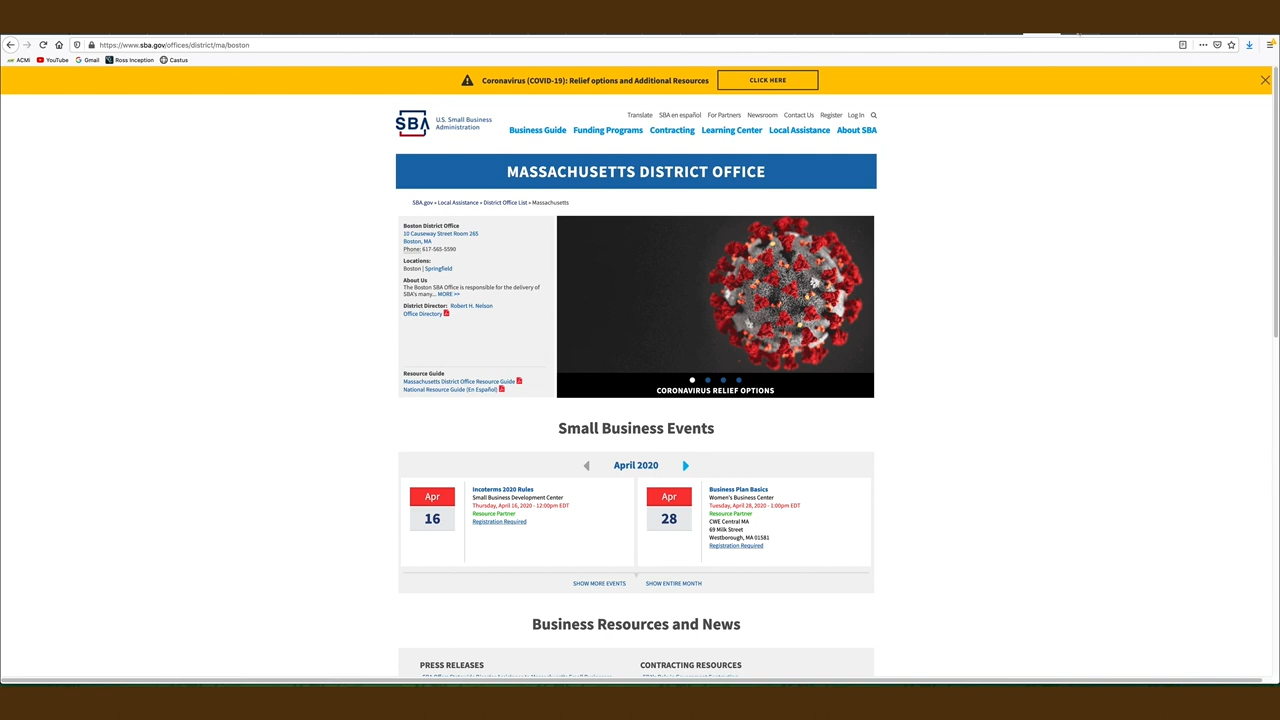 https://www.sba.gov/offices/district/ma/boston
ACMi YouTube Gmail Ross Inception Castus
Coronavirus (COVID-19): Relief options and Additional Resources CLICK HERE
Translate SBA en español For Partners Newsroom Contact Us Register Log In
SBA U.S. Small Business
Administration
Business Guide Funding Programs Contracting Learning Center Local Assistance About SBA
MASSACHUSETTS DISTRICT OFFICE
SBA.gov » Local Assistance » District Office List » Massachusetts
Boston District Office
10 Causeway Street Room 265
Boston, MA
Phone: 617-565-5590
Locations:
Boston | Springfield
About Us
The Boston SBA Office is responsible for the delivery of
SBA's many... MORE >>
District Director: Robert H. Nelson
Office Directory
Resource Guide
Massachusetts District Office Resource Guide
National Resource Guide (En Español)
CORONAVIRUS RELIEF OPTIONS
Small Business Events
April 2020
Apr
16
Incoterms 2020 Rules
Small Business Development Center
Thursday, April 16, 2020 - 12:00pm EDT
Resource Partner
Registration Required
Apr
28
Business Plan Basics
Women's Business Center
Tuesday, April 28, 2020 - 1:00pm EDT
Resource Partner
CWE Central MA
69 Milk Street
Westborough, MA 01581
Registration Required
SHOW MORE EVENTS SHOW ENTIRE MONTH
Business Resources and News
PRESS RELEASES CONTRACTING RESOURCES